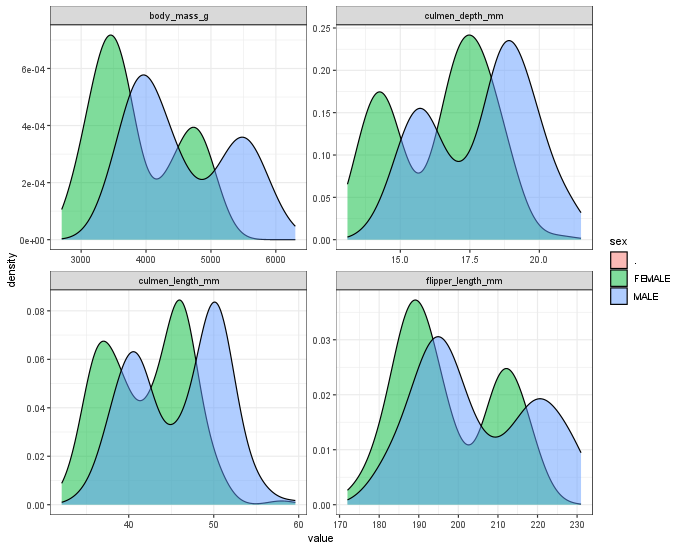 body_mass_g
culmen_depth_mm
6e-04
4e-04
2e-04
0e+00
3000 4000 5000 6000
0.25
0.20
0.15
0.10
0.05
0.00
15.0 17.5 20.0
culmen_length_mm
flipper_length_mm
0.08
0.06
0.04
0.02
0.00
40 50 60
0.03
0.02
0.01
0.00
170 180 190 200 210 220 230
density
value
sex
.
FEMALE
MALE